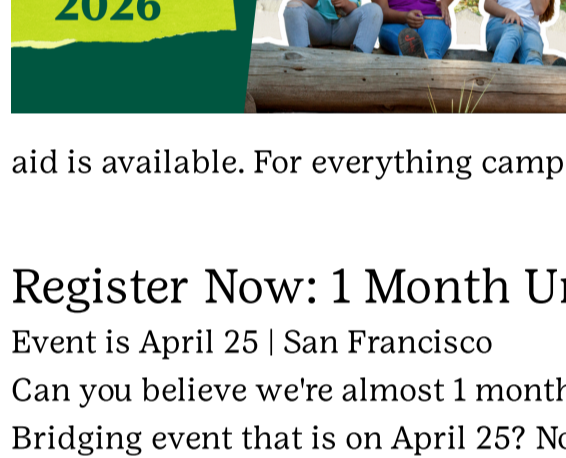 2026
aid is available. For everything camp
Register Now: 1 Month
Event is April 25 | San Francisco
Can you believe we're almost 1 month
Bridging event that is on April 25?